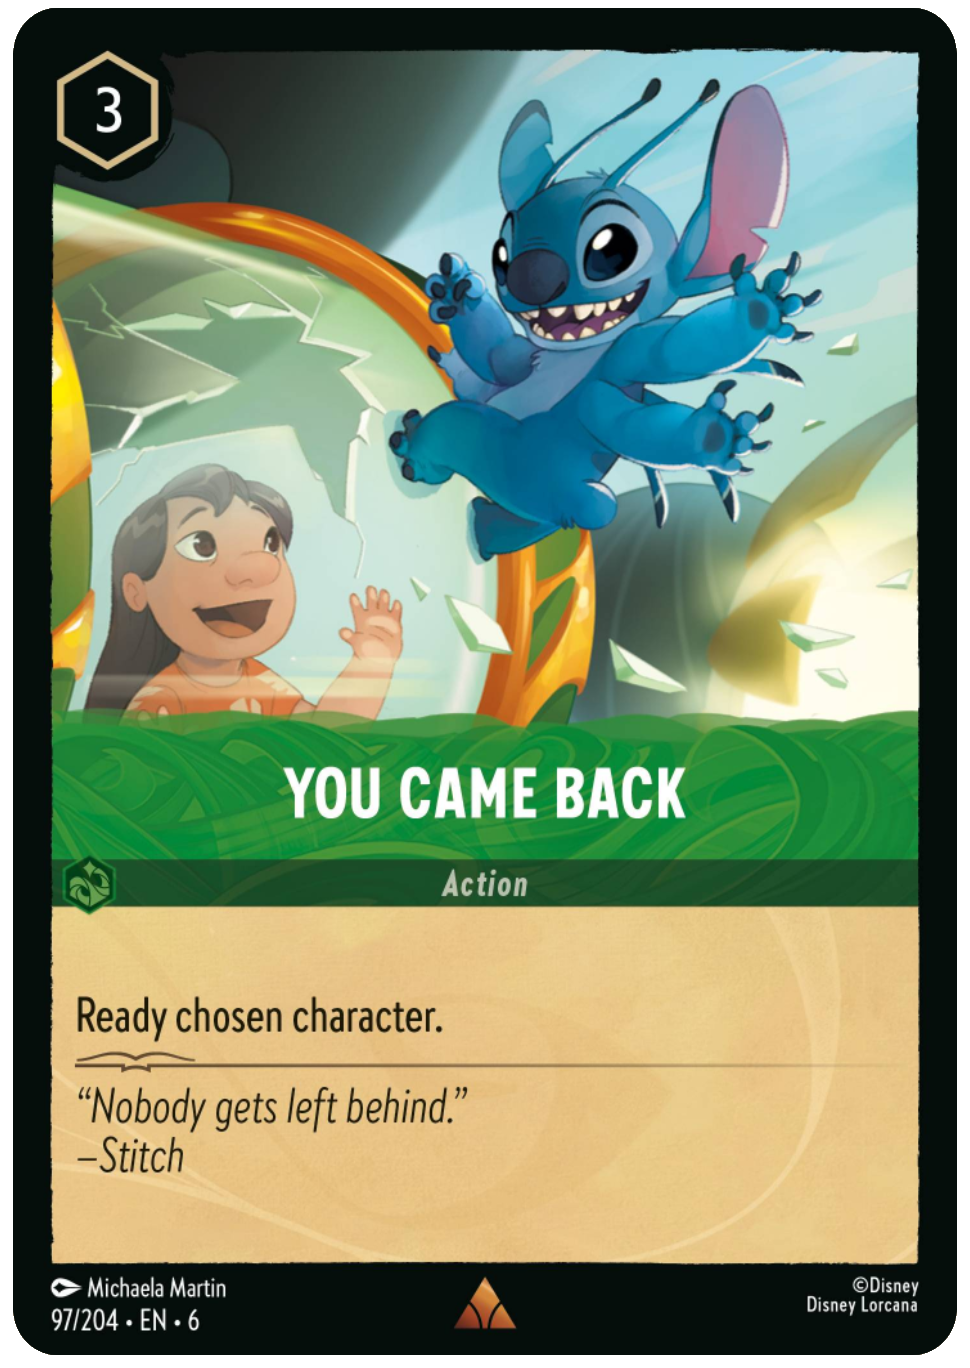 3
YOU CAME BACK
Action
Ready chosen character.
“Nobody gets left behind.”
–Stitch
Michaela Martin
97/204 • EN • 6
©Disney
Disney Lorcana